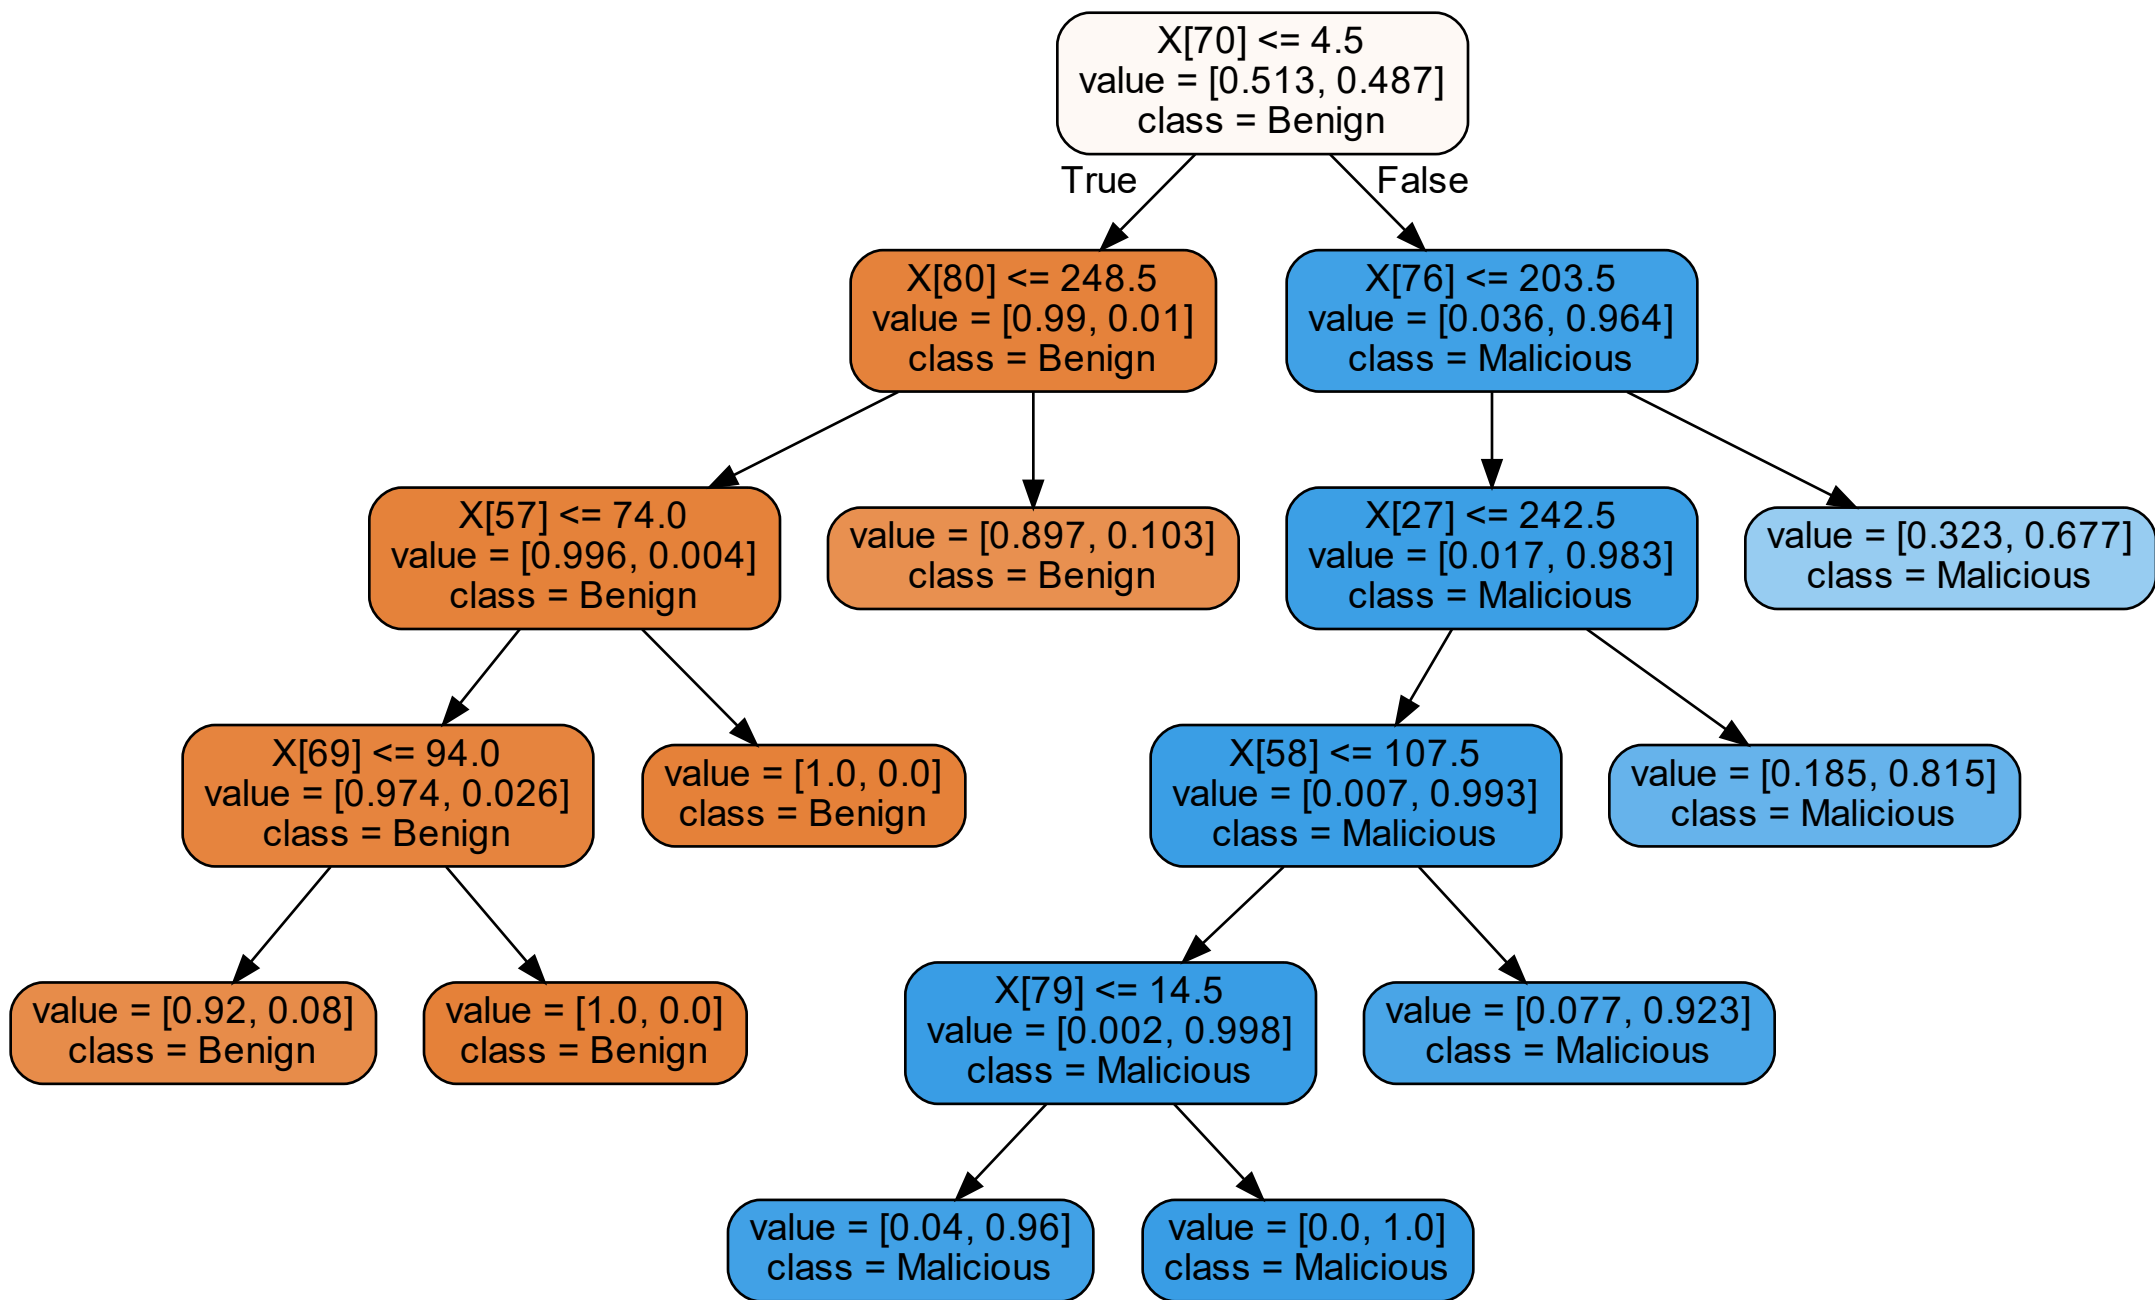 X[70] <= 4.5
value = [0.513, 0.487]
class = Benign
True
False
X[80] <= 248.5
value = [0.99, 0.01]
class = Benign
X[76] <= 203.5
value = [0.036, 0.964]
class = Malicious
X[57] <= 74.0
value = [0.996, 0.004]
class = Benign
value = [0.897, 0.103]
class = Benign
X[27] <= 242.5
value = [0.017, 0.983]
class = Malicious
value = [0.323, 0.677]
class = Malicious
X[69] <= 94.0
value = [0.974, 0.026]
class = Benign
value = [1.0, 0.0]
class = Benign
X[58] <= 107.5
value = [0.007, 0.993]
class = Malicious
value = [0.185, 0.815]
class = Malicious
value = [0.92, 0.08]
class = Benign
value = [1.0, 0.0]
class = Benign
X[79] <= 14.5
value = [0.002, 0.998]
class = Malicious
value = [0.077, 0.923]
class = Malicious
value = [0.04, 0.96]
class = Malicious
value = [0.0, 1.0]
class = Malicious